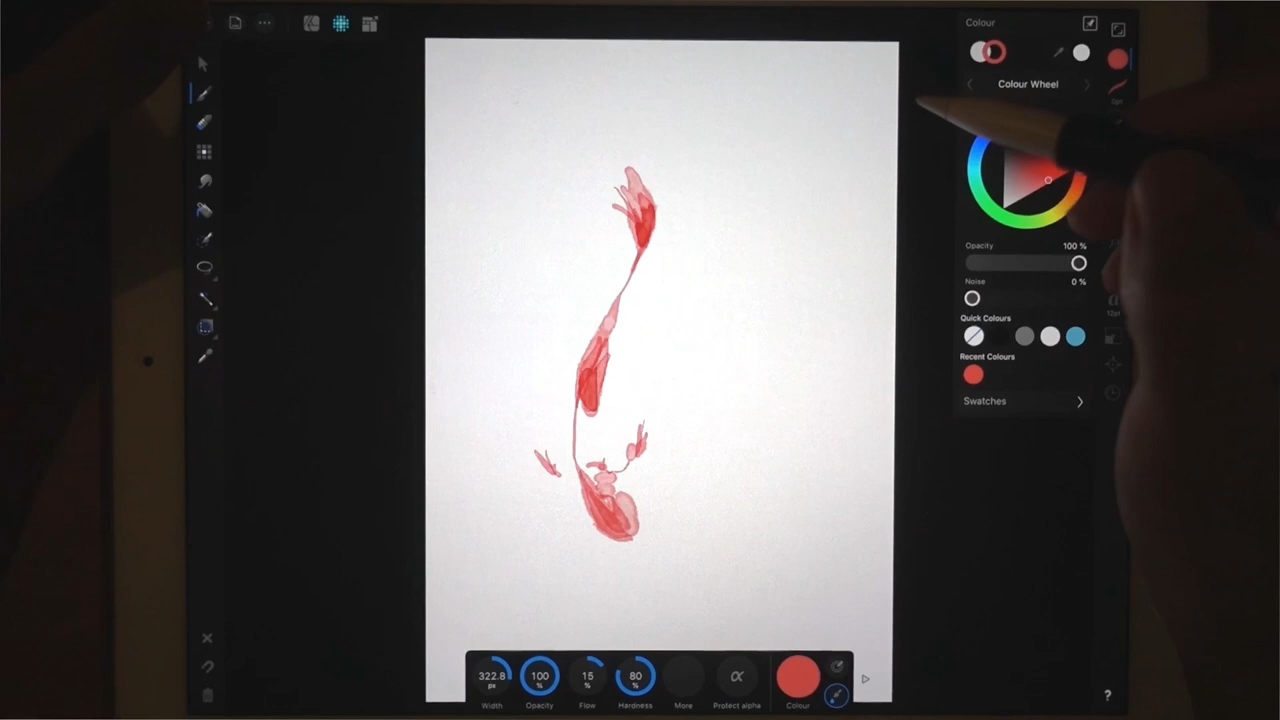 Colour
Colour Wheel
Opacity 100 %
Noise 0 %
Quick Colours
Recent Colours
Swatches
322.8 px
100 %
15 %
80 %
α
Width
Opacity
Flow
Hardness
More
Protect alpha
Colour
?